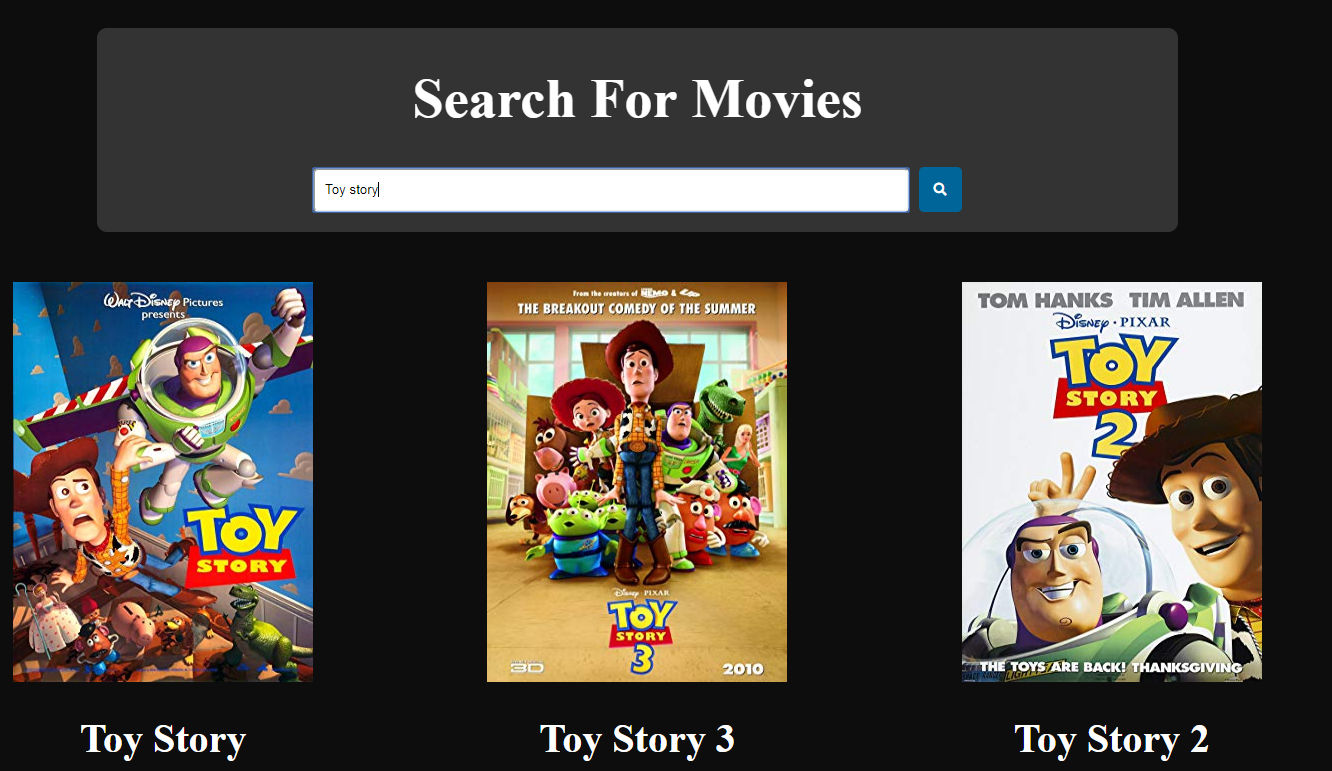 Search For Movies
Toy story
WALT DISNEY Pictures
presents
TOY
STORY
From the creators of NEMO &
THE BREAKOUT COMEDY OF THE SUMMER
DISNEY · PIXAR
TOY
STORY
3
3D
2010
TOM HANKS TIM ALLEN
DISNEY · PIXAR
TOY
STORY
2
THE TOYS ARE BACK! THANKSGIVING
Toy Story
Toy Story 3
Toy Story 2